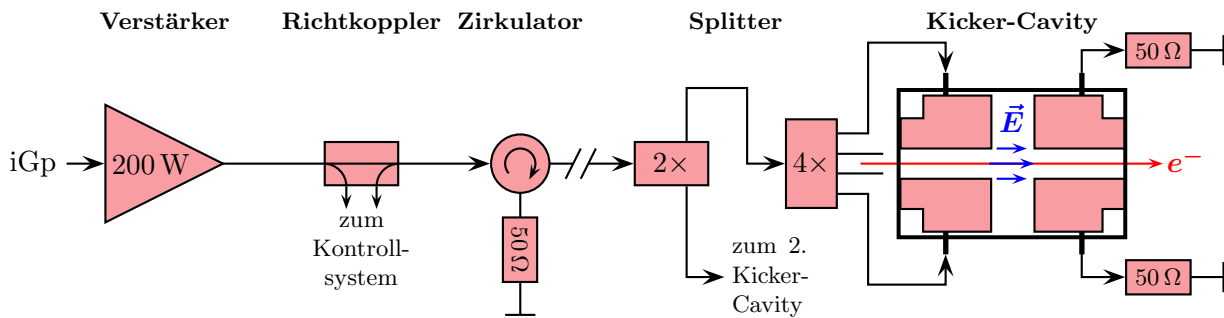 Verstärker
Richtkoppler
Zirkulator
Splitter
Kicker-Cavity
50 Ω
iGp
200 W
2×
4×
E⃗
e⁻
zum
Kontroll-
system
50 Ω
zum 2.
Kicker-
Cavity
50 Ω